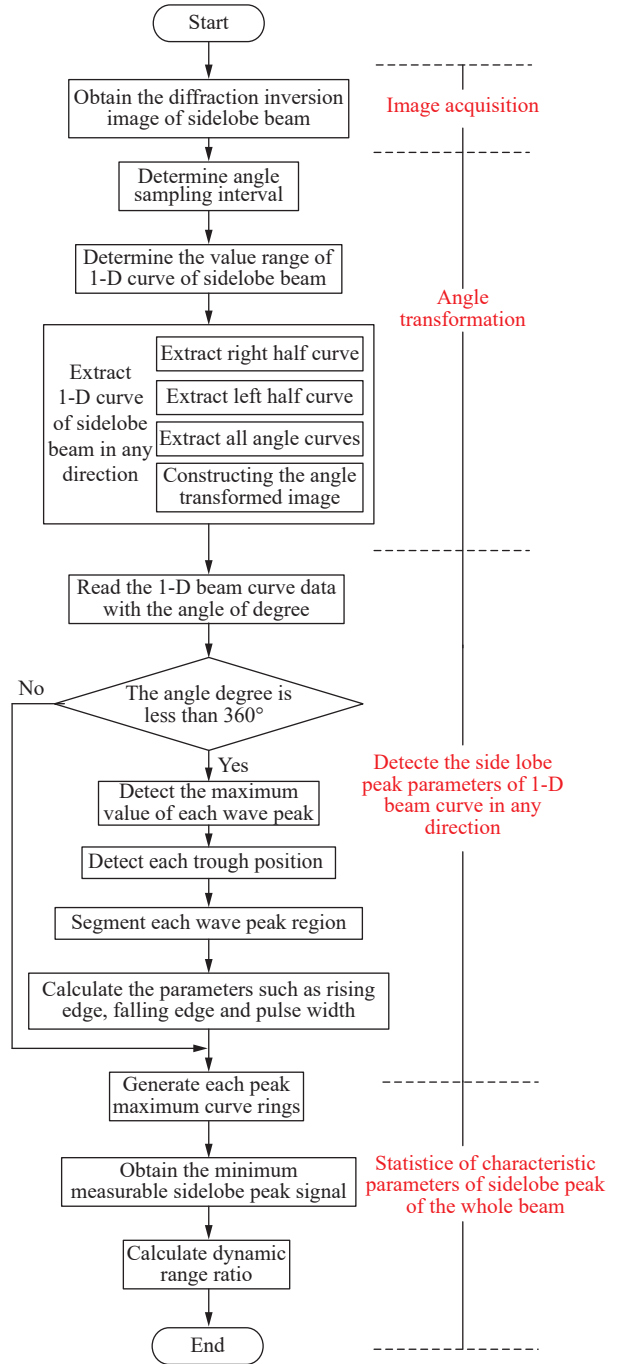 Start
Obtain the diffraction inversion
image of sidelobe beam
Image acquisition
Determine angle
sampling interval
Determine the value range of
1-D curve of sidelobe beam
Angle
transformation
Extract
1-D curve
of sidelobe
beam in any
direction
Extract right half curve
Extract left half curve
Extract all angle curves
Constructing the angle
transformed image
Read the 1-D beam curve data
with the angle of degree
No
The angle degree is
less than 360°
Yes
Detect the maximum
value of each wave peak
Detect each trough position
Segment each wave peak region
Calculate the parameters such as rising
edge, falling edge and pulse width
Detecte the side lobe
peak parameters of 1-D
beam curve in any
direction
Generate each peak
maximum curve rings
Obtain the minimum
measurable sidelobe peak signal
Calculate dynamic
range ratio
Statistice of characteristic
parameters of sidelobe peak
of the whole beam
End